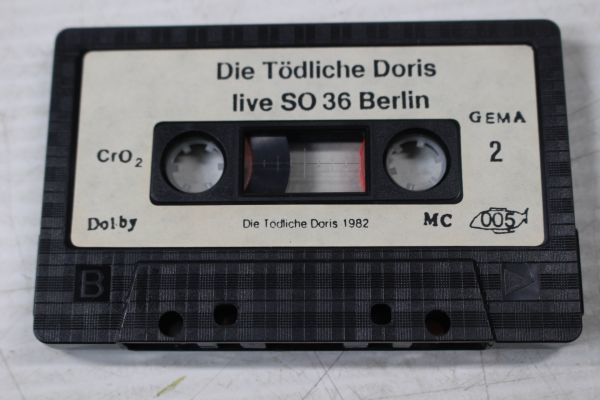 Die Tödliche Doris
live SO 36 Berlin
GEMA
CrO₂
2
Dolby
Die Tödliche Doris 1982
MC
005
B